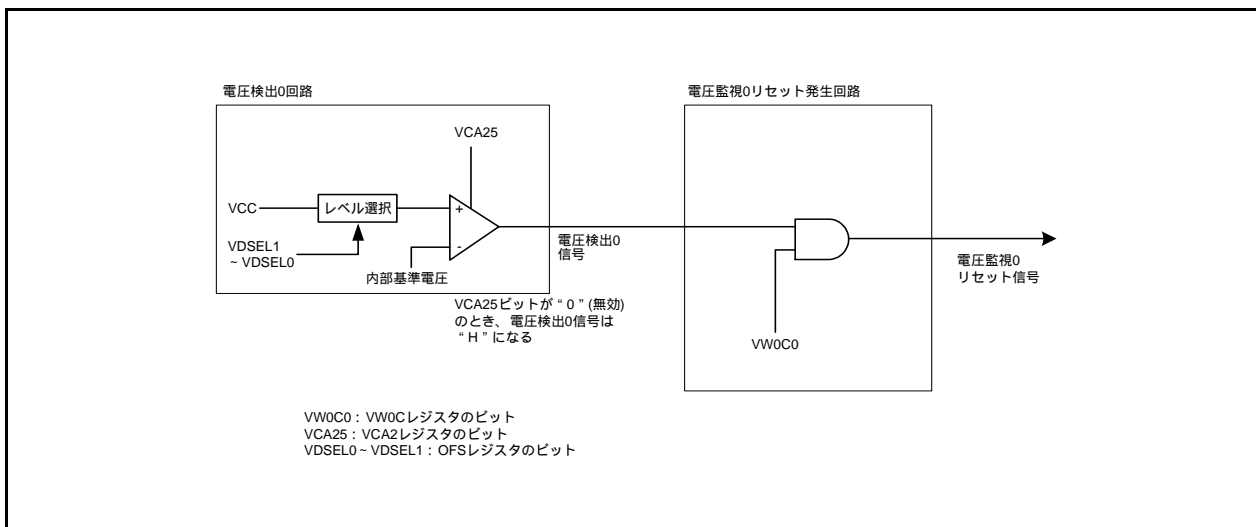 電圧検出0回路
VCA25
VCC
レベル選択
+
-
VDSEL1
~ VDSEL0
内部基準電圧
電圧検出0
信号
VCA25ビットが“0”(無効)
のとき、電圧検出0信号は
“H”になる
電圧監視0リセット発生回路
VW0C0
電圧監視0
リセット信号
VW0C0:VW0Cレジスタのビット
VCA25:VCA2レジスタのビット
VDSEL0~VDSEL1:OFSレジスタのビット